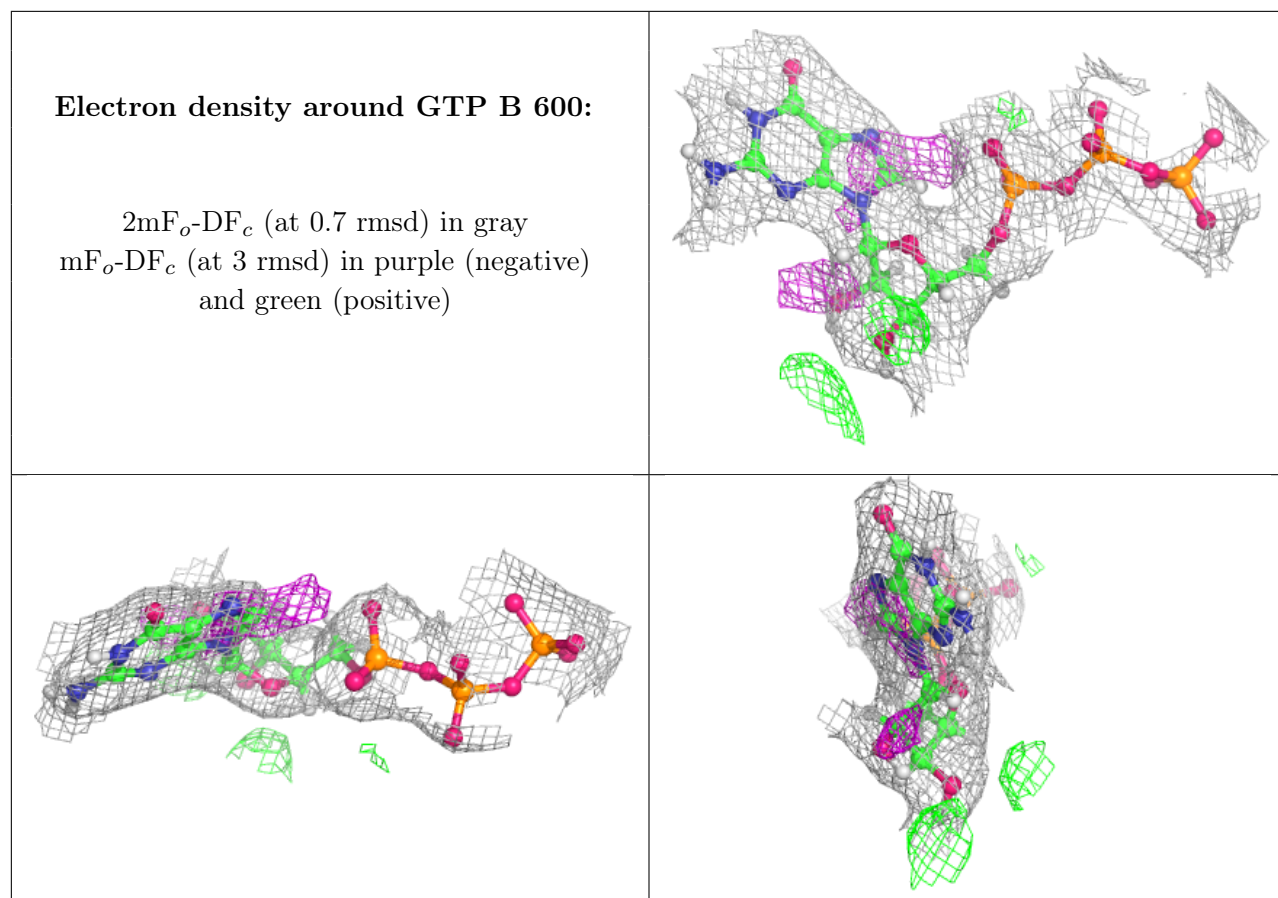 Electron density around GTP B 600:
2mFo-DFc (at 0.7 rmsd) in gray
mFo-DFc (at 3 rmsd) in purple (negative)
and green (positive)